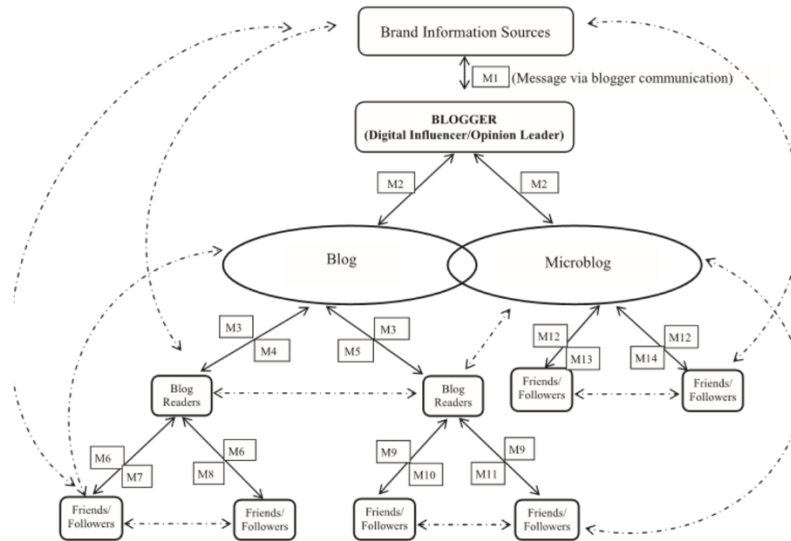 Brand Information Sources
M1 (Message via blogger communication)
BLOGGER
(Digital Influencer/Opinion Leader)
M2 M2
Blog Microblog
M3 M3 M12 M12
M4 M5 M13 M14
Blog Blog Friends/ Friends/
Readers Readers Followers Followers
M6 M6 M9 M9
M7 M8 M10 M11
Friends/ Friends/ Friends/ Friends/
Followers Followers Followers Followers